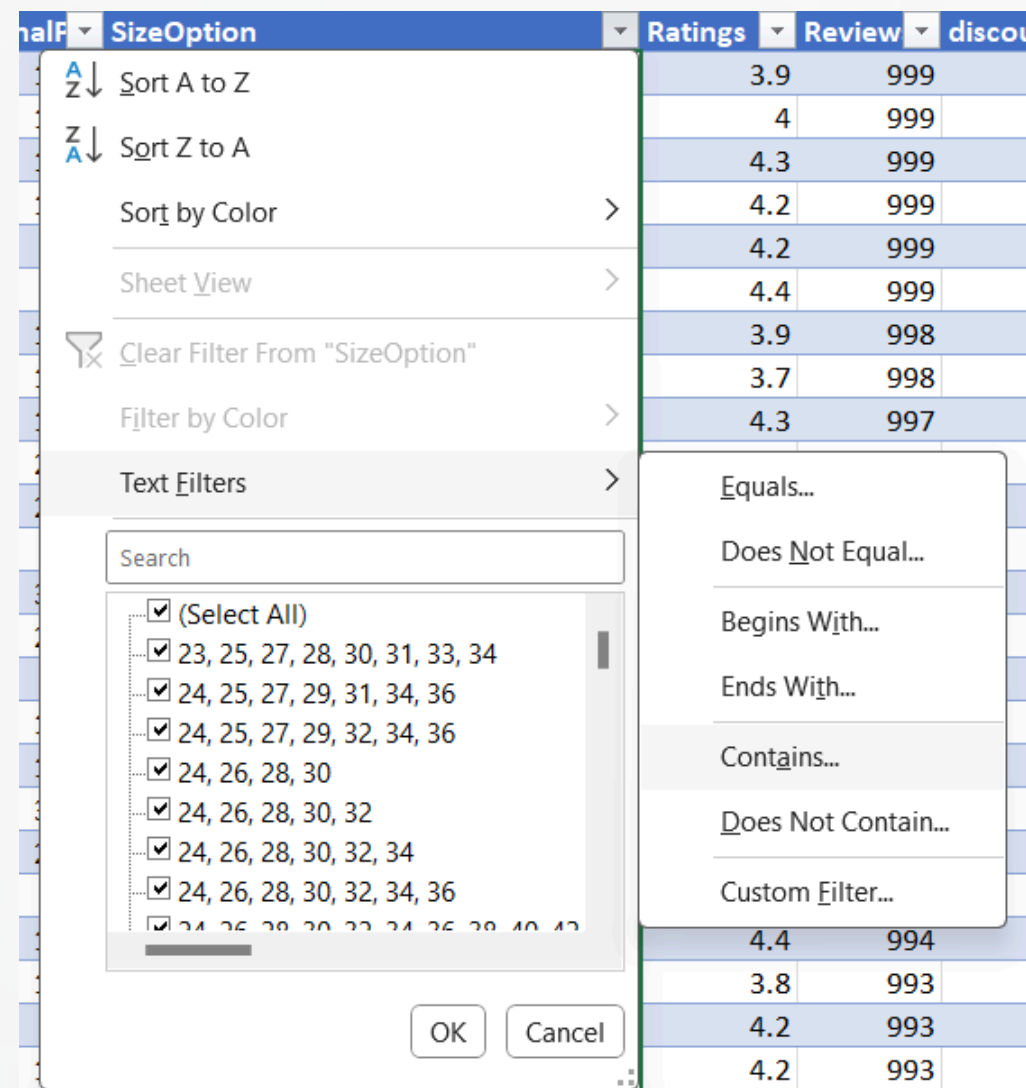 nalF SizeOption Ratings Review discou
Sort A to Z
Sort Z to A
Sort by Color
Sheet View
Clear Filter From "SizeOption"
Filter by Color
Text Filters
Search
(Select All)
23, 25, 27, 28, 30, 31, 33, 34
24, 25, 27, 29, 31, 34, 36
24, 25, 27, 29, 32, 34, 36
24, 26, 28, 30
24, 26, 28, 30, 32
24, 26, 28, 30, 32, 34
24, 26, 28, 30, 32, 34, 36
OK Cancel
Equals...
Does Not Equal...
Begins With...
Ends With...
Contains...
Does Not Contain...
Custom Filter...
3.9 999
4 999
4.3 999
4.2 999
4.2 999
4.4 999
3.9 998
3.7 998
4.3 997
4.4 994
3.8 993
4.2 993
4.2 993